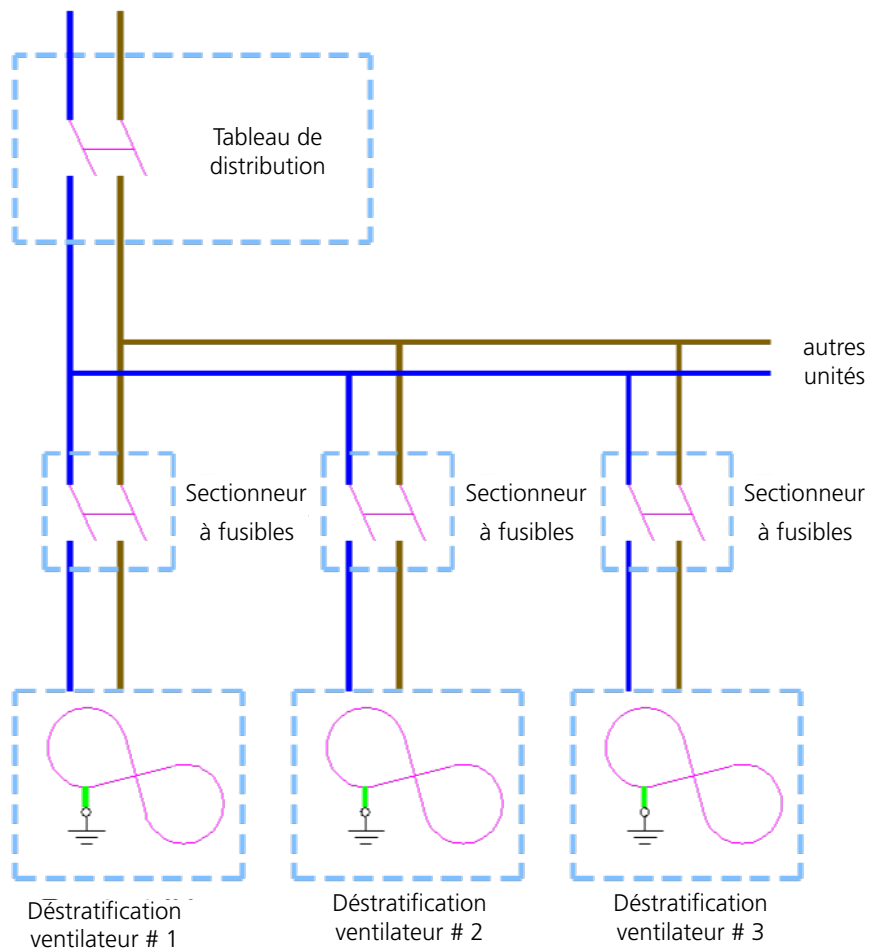 Tableau de
distribution
autres
unités
Sectionneur
à fusibles
Sectionneur
à fusibles
Sectionneur
à fusibles
Déstratification
ventilateur # 1
Déstratification
ventilateur # 2
Déstratification
ventilateur # 3